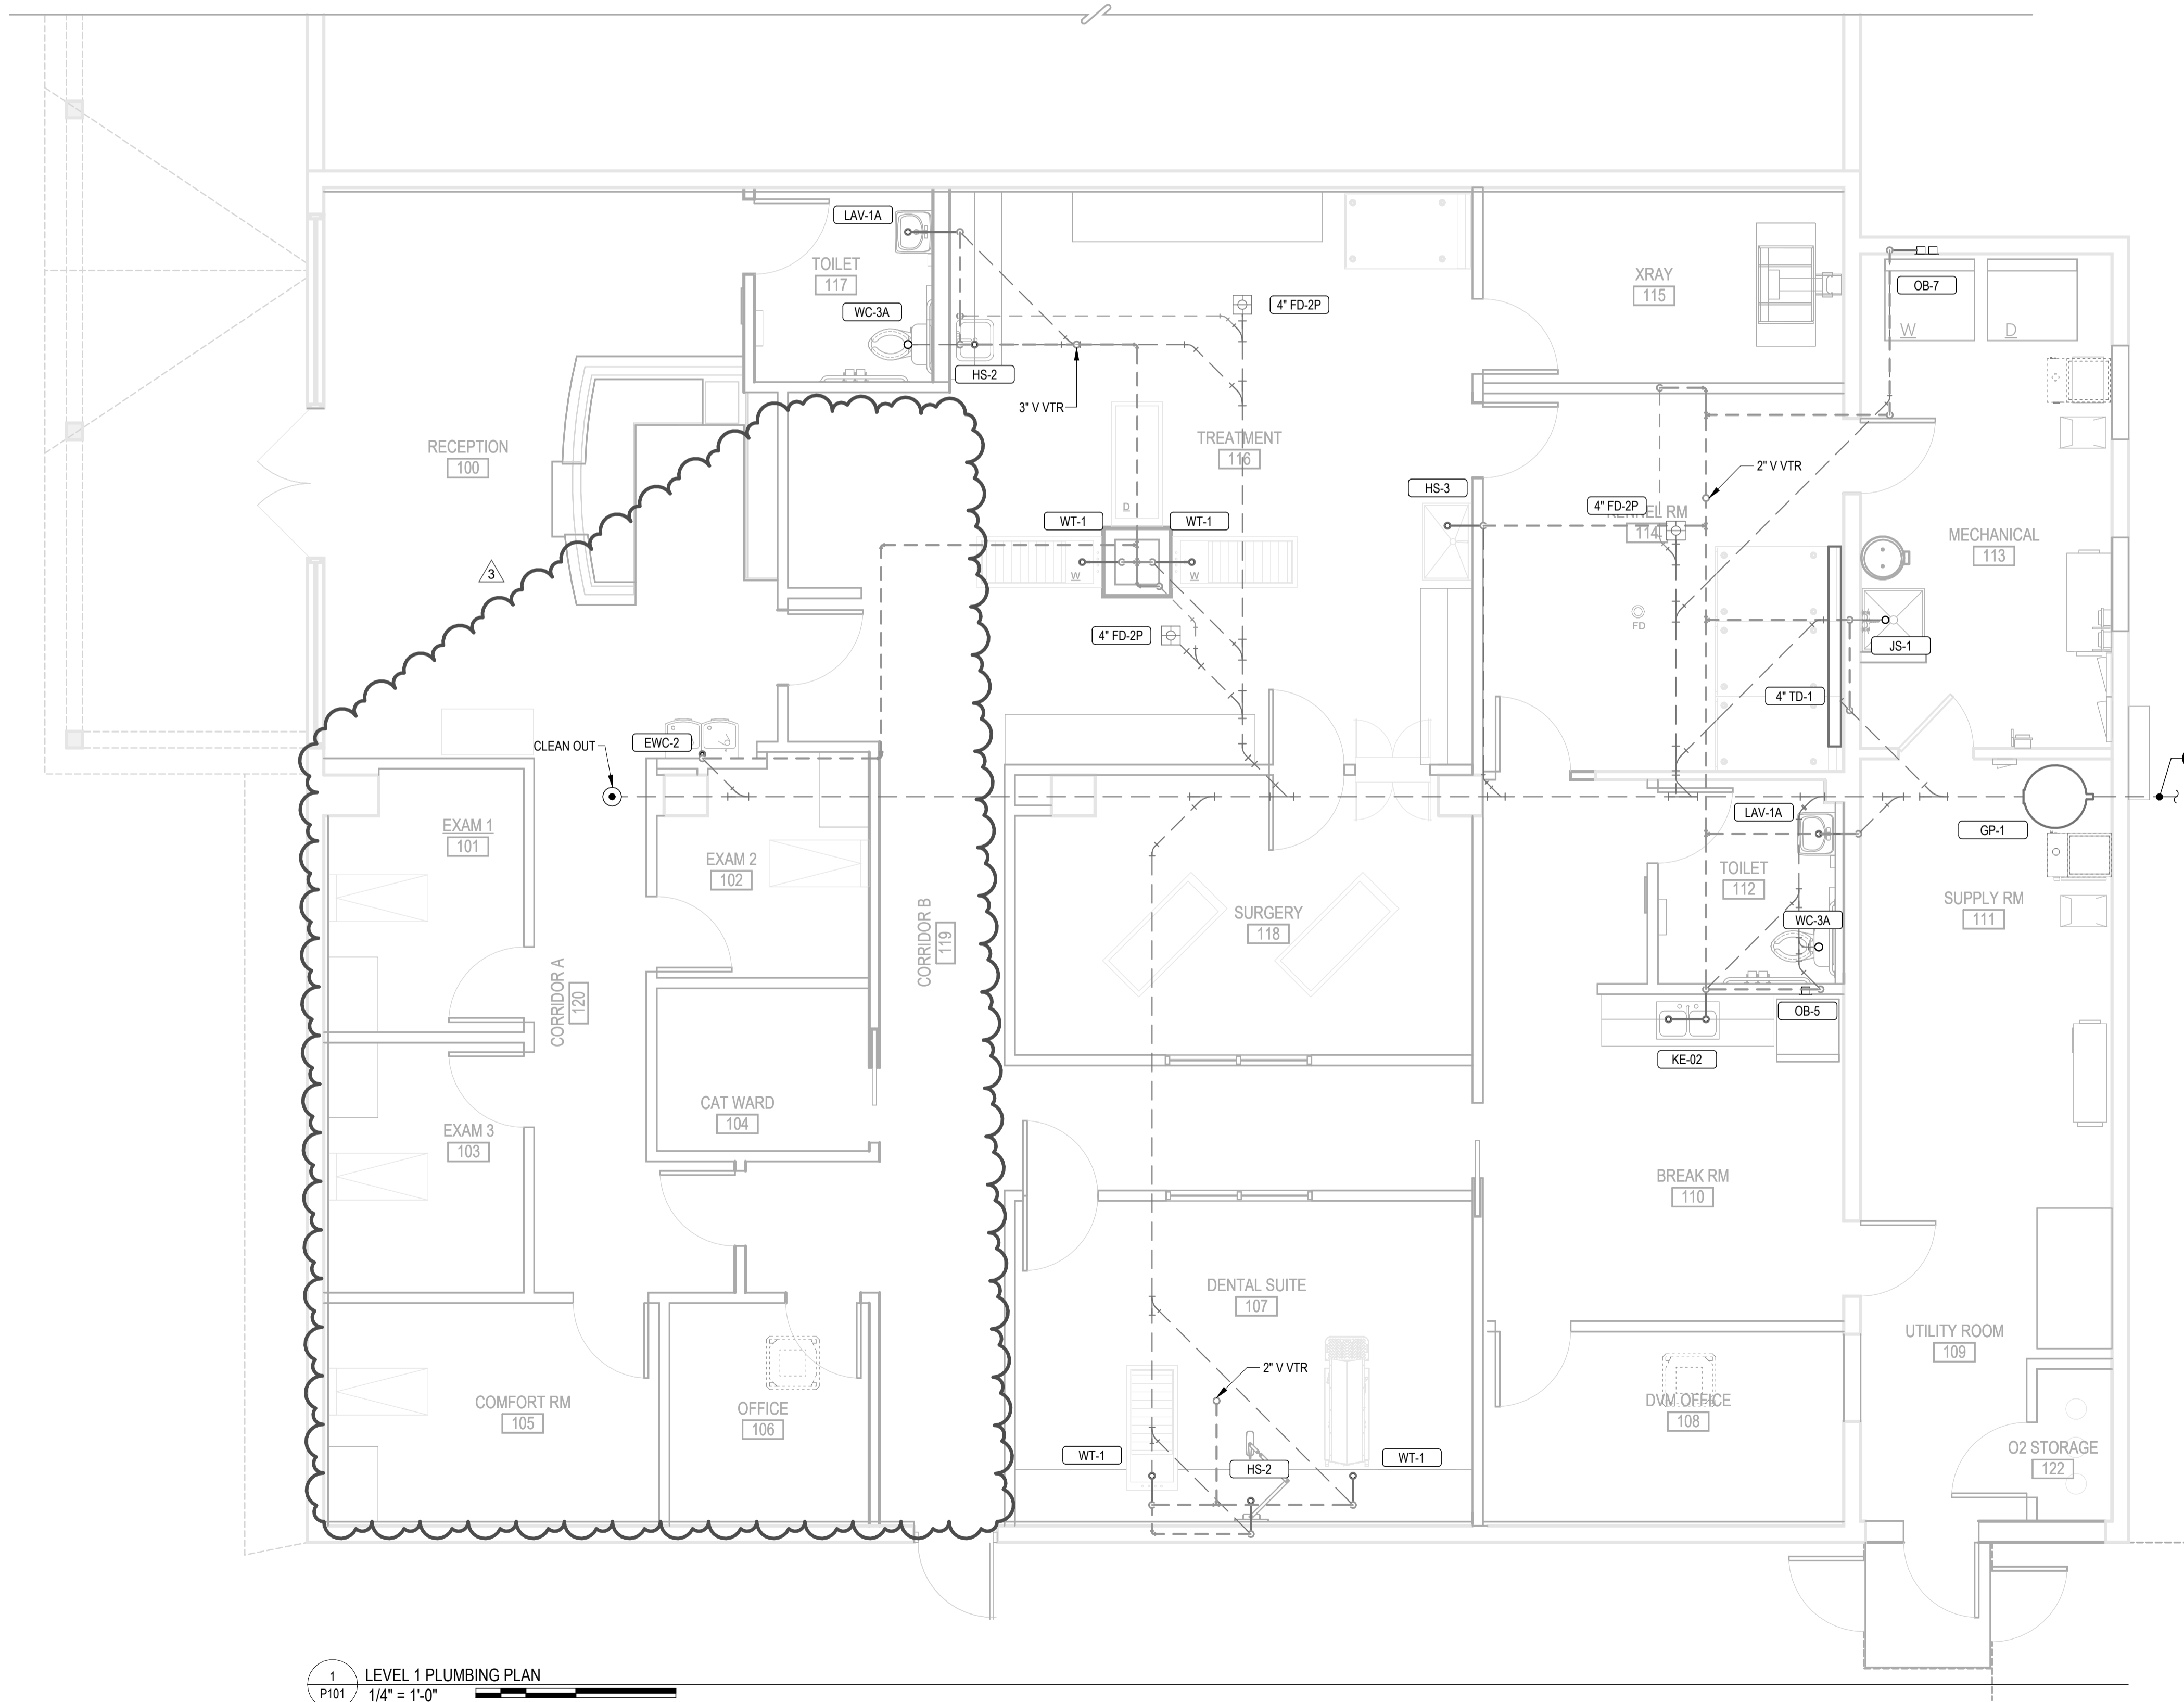 LAV-1A
TOILET
117
WC-3A
HS-2
3" V VTR
4" FD-2P
XRAY
115
OB-7
W
D
RECEPTION
100
TREATMENT
116
HS-3
2" V VTR
4" FD-2P
KENNEL RM
114
MECHANICAL
113
D
WT-1
WT-1
W
W
3
FD
4" FD-2P
JS-1
4" TD-1
CLEAN OUT
EWC-2
LAV-1A
GP-1
EXAM 1
101
EXAM 2
102
TOILET
112
SUPPLY RM
111
SURGERY
118
WC-3A
CORRIDOR B
119
CORRIDOR A
120
OB-5
KE-02
CAT WARD
104
EXAM 3
103
BREAK RM
110
DENTAL SUITE
107
UTILITY ROOM
109
2" V VTR
COMFORT RM
105
OFFICE
106
DVM OFFICE
108
O2 STORAGE
122
WT-1
HS-2
WT-1
1
P101
LEVEL 1 PLUMBING PLAN
1/4" = 1'-0"